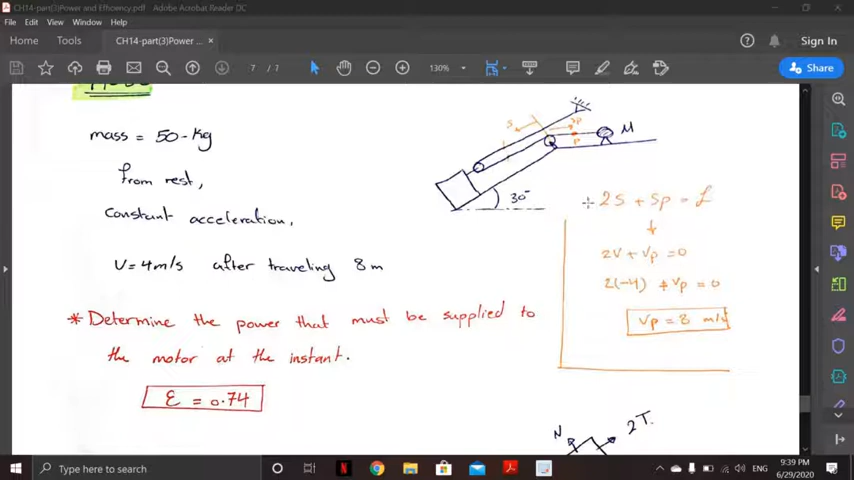 CH14-part(3)Power and Efficency.pdf - Adobe Acrobat Reader DC
File Edit View Window Help
Home Tools CH14-part(3)Power ... × Sign In
7 / 7 130% Share
mass = 50-Kg
from rest,
Constant acceleration,
V = 4 m/s after traveling 8 m
* Determine the power that must be supplied to
the motor at the instant.
ε = 0.74
S Sp M
P
30°
2S + Sp = L
2V + Vp = 0
2(-4) + Vp = 0
Vp = 8 m/s
N 2T.
Type here to search
ENG 9:39 PM
6/29/2020